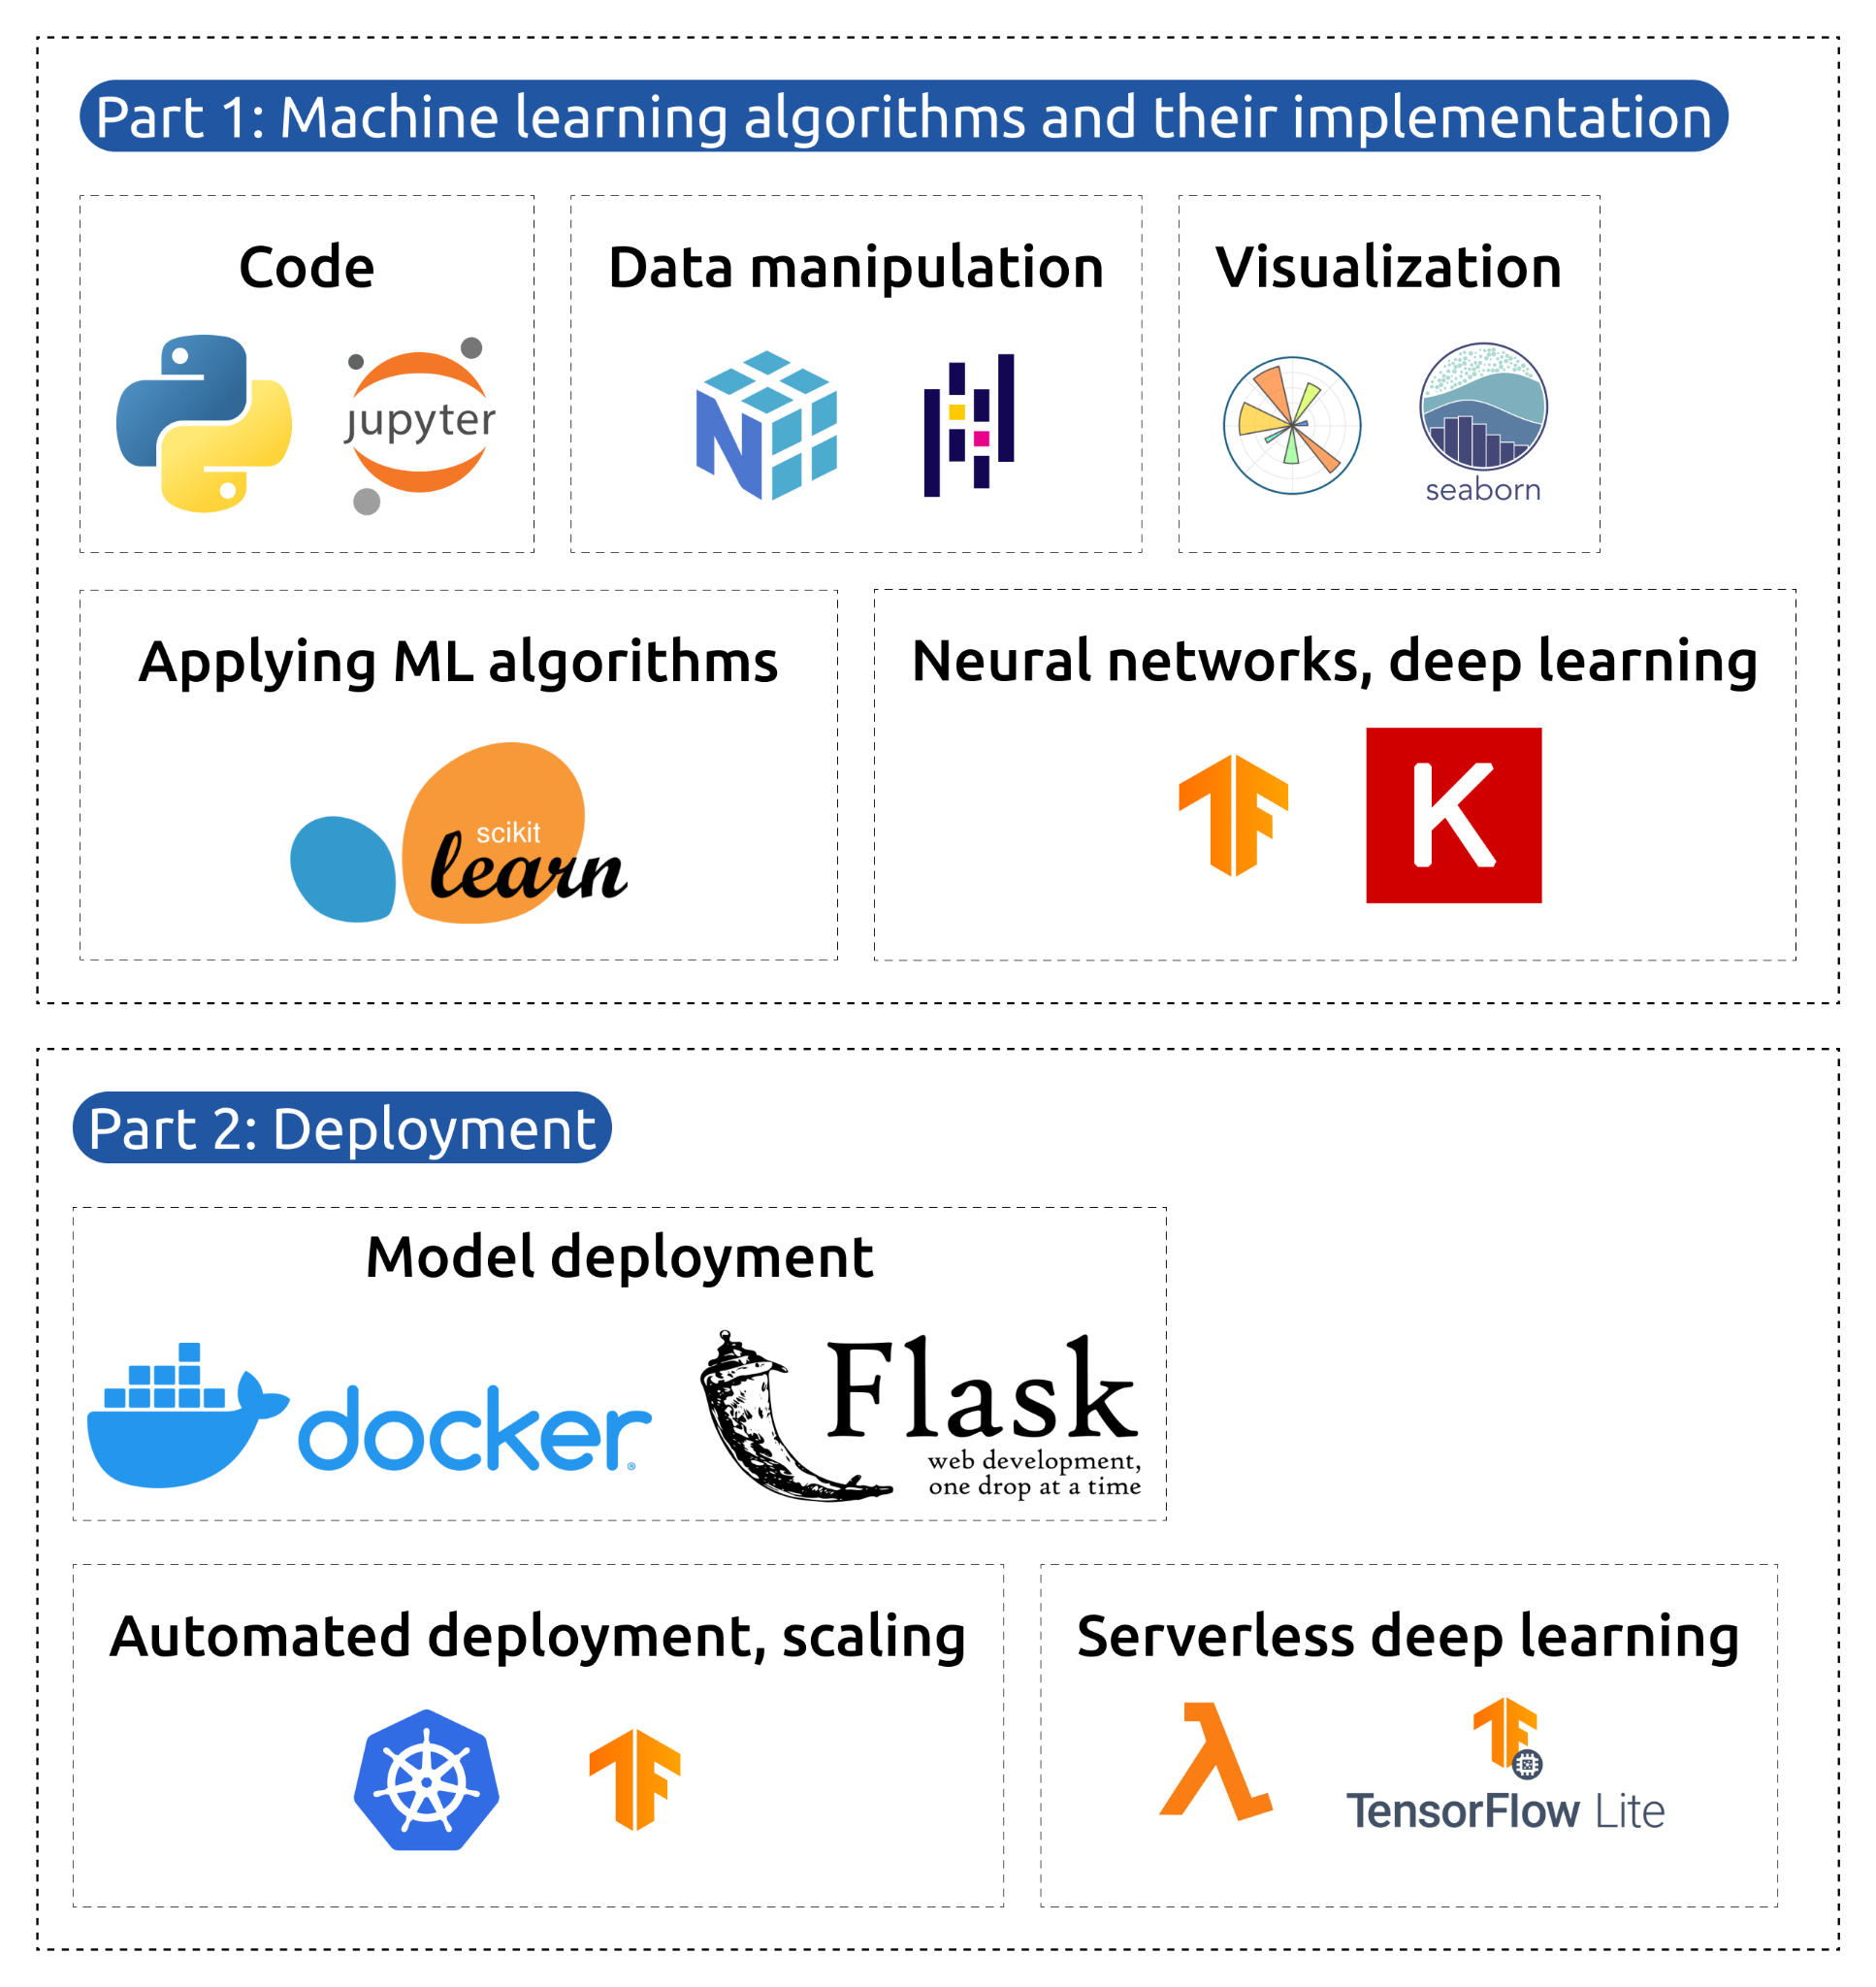 Part 1: Machine learning algorithms and their implementation
Code
Data manipulation
Visualization
jupyter
N
seaborn
Applying ML algorithms
Neural networks, deep learning
scikit
learn
K
Part 2: Deployment
Model deployment
docker®
Flask
web development,
one drop at a time
Automated deployment, scaling
Serverless deep learning
TensorFlow Lite